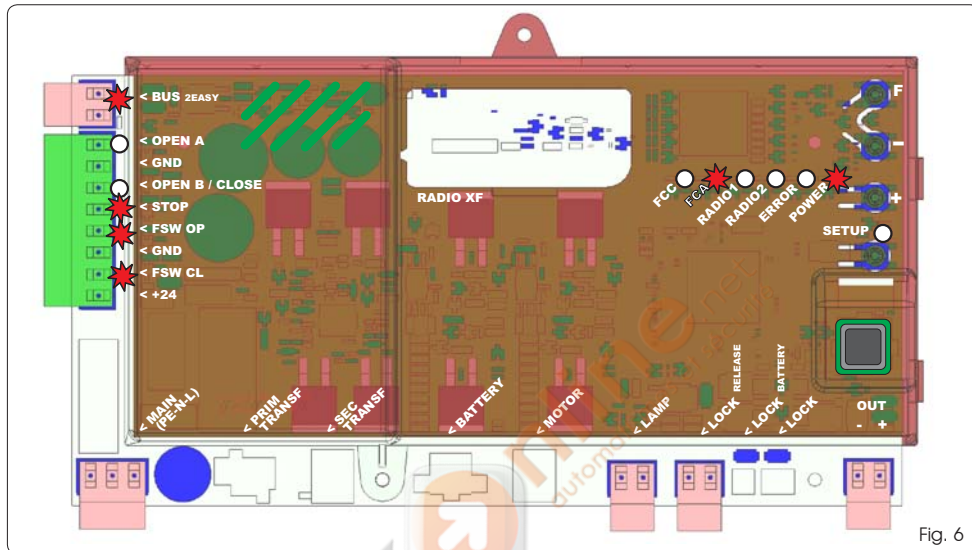 < BUS 2EASY
< OPEN A
< GND
< OPEN B / CLOSE
< STOP
< FSW OP
< GND
< FSW CL
< +24
RADIO XF
FCC
FCA
RADIO1
RADIO2
ERROR
POWER
F
-
+
SETUP
< MAIN (PE-N-L)
< PRIM TRANSF
< SEC TRANSF
< BATTERY
< MOTOR
< LAMP
< LOCK RELEASE
< LOCK BATTERY
< LOCK
OUT
- +
Fig. 6